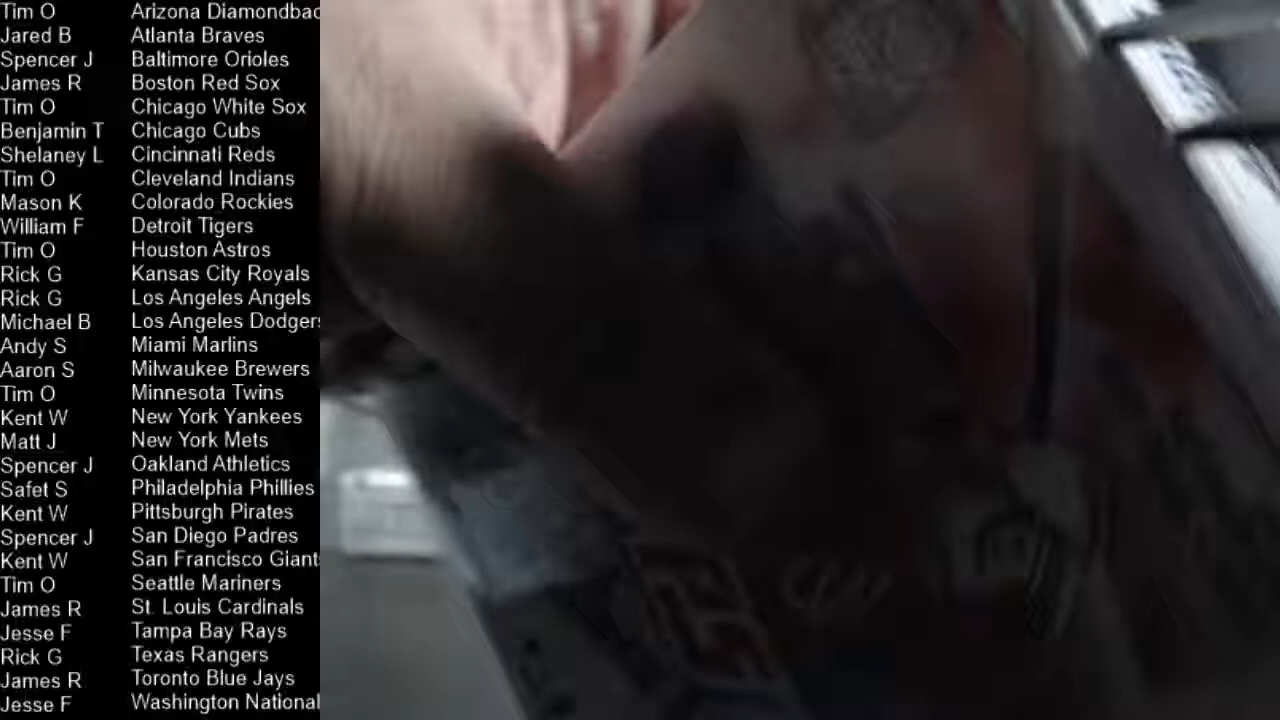 Tim O Arizona Diamondbac
Jared B Atlanta Braves
Spencer J Baltimore Orioles
James R Boston Red Sox
Tim O Chicago White Sox
Benjamin T Chicago Cubs
Shelaney L Cincinnati Reds
Tim O Cleveland Indians
Mason K Colorado Rockies
William F Detroit Tigers
Tim O Houston Astros
Rick G Kansas City Royals
Rick G Los Angeles Angels
Michael B Los Angeles Dodgers
Andy S Miami Marlins
Aaron S Milwaukee Brewers
Tim O Minnesota Twins
Kent W New York Yankees
Matt J New York Mets
Spencer J Oakland Athletics
Safet S Philadelphia Phillies
Kent W Pittsburgh Pirates
Spencer J San Diego Padres
Kent W San Francisco Giants
Tim O Seattle Mariners
James R St. Louis Cardinals
Jesse F Tampa Bay Rays
Rick G Texas Rangers
James R Toronto Blue Jays
Jesse F Washington National